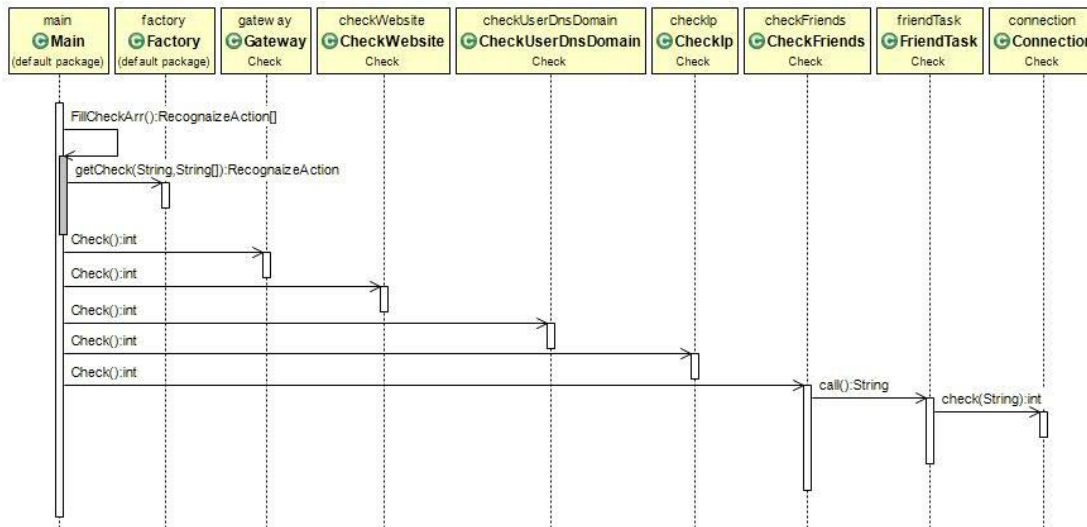 main
Main
(default package)
factory
Factory
(default package)
gateway
Gateway
Check
checkWebsite
CheckWebsite
Check
checkUserDnsDomain
CheckUserDnsDomain
Check
checkIp
CheckIp
Check
checkFriends
CheckFriends
Check
friendTask
FriendTask
Check
connection
Connection
Check
FillCheckArr():RecognaizeAction[]
getCheck(String,String[]):RecognaizeAction
Check():int
Check():int
Check():int
Check():int
Check():int
call():String
check(String):int